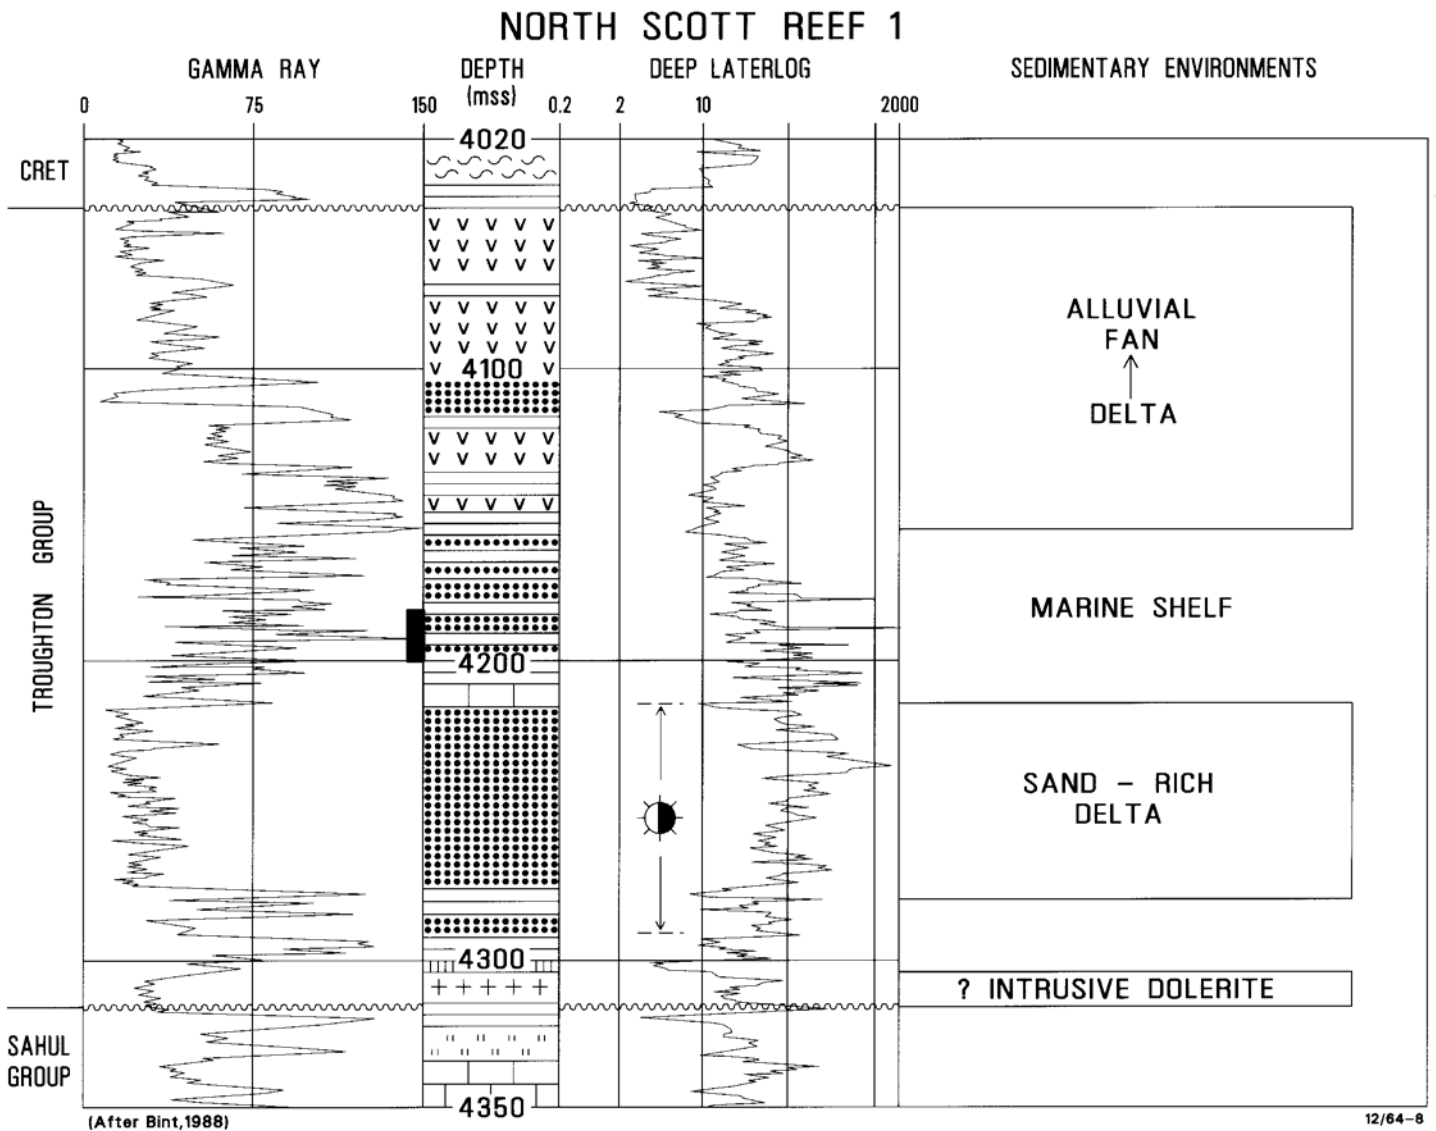 NORTH SCOTT REEF 1
GAMMA RAY
DEPTH
(mss)
DEEP LATERLOG
SEDIMENTARY ENVIRONMENTS
0 75 150 0.2 2 10 2000
4020
CRET
ALLUVIAL
FAN
DELTA
4100
TROUGHTON GROUP
MARINE SHELF
4200
SAND – RICH
DELTA
4300
? INTRUSIVE DOLERITE
SAHUL
GROUP
4350
(After Bint,1988)
12/64-8